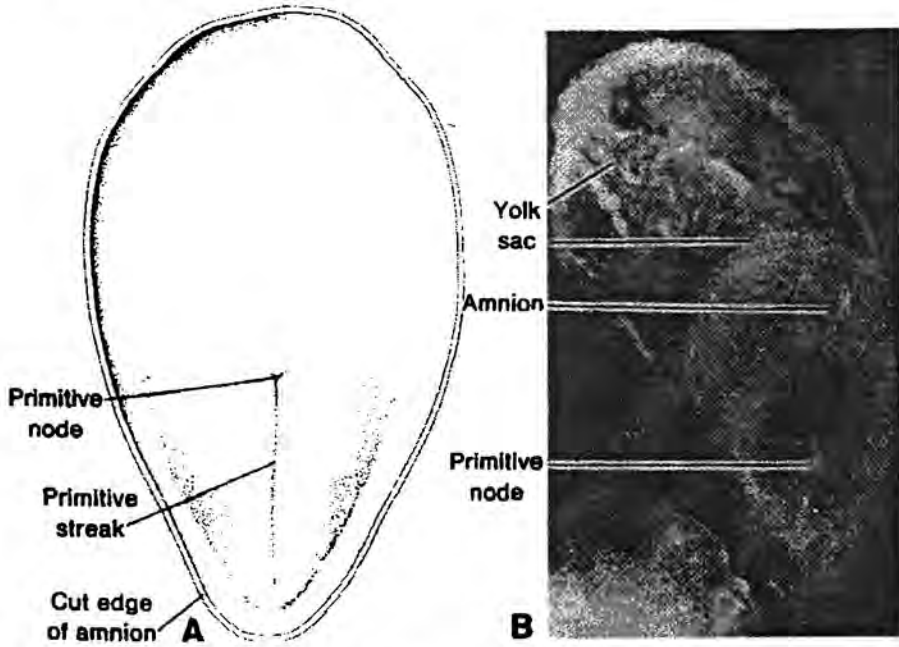 Primitive
node
Primitive
streak
Cut edge
of amnion
A
Yolk
sac
Amnion
Primitive
node
B